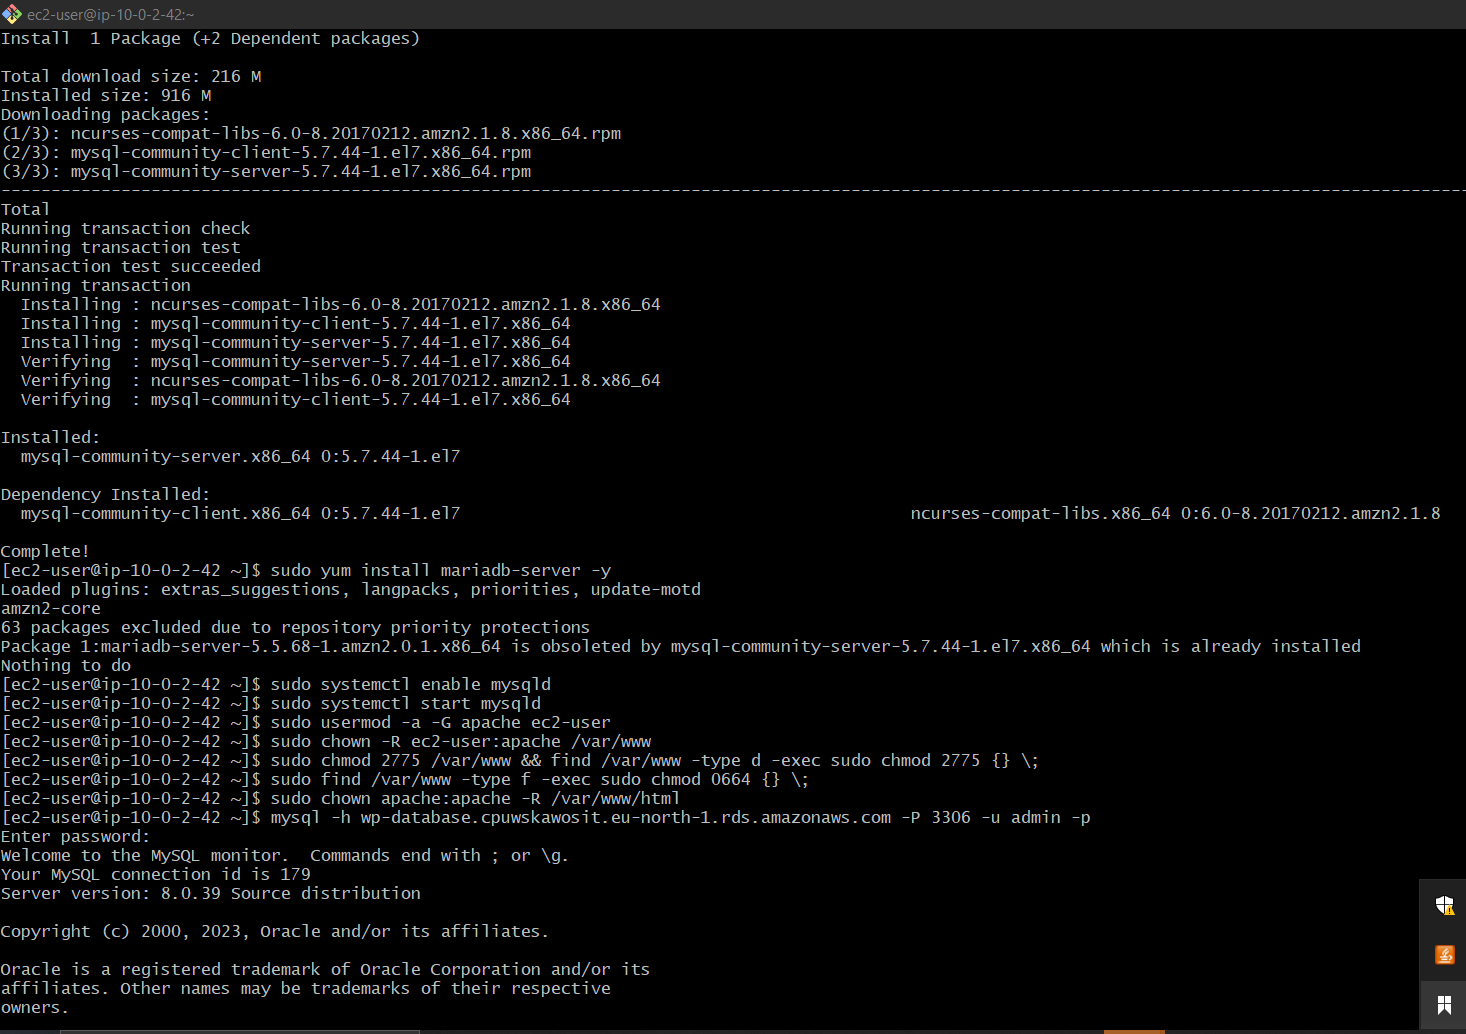 ec2-user@ip-10-0-2-42:~
Install  1 Package (+2 Dependent packages)
Total download size: 216 M
Installed size: 916 M
Downloading packages:
(1/3): ncurses-compat-libs-6.0-8.20170212.amzn2.1.8.x86_64.rpm
(2/3): mysql-community-client-5.7.44-1.el7.x86_64.rpm
(3/3): mysql-community-server-5.7.44-1.el7.x86_64.rpm
--------------------------------------------------------------------------------------------------------------------------------------------------
Total
Running transaction check
Running transaction test
Transaction test succeeded
Running transaction
  Installing : ncurses-compat-libs-6.0-8.20170212.amzn2.1.8.x86_64
  Installing : mysql-community-client-5.7.44-1.el7.x86_64
  Installing : mysql-community-server-5.7.44-1.el7.x86_64
  Verifying  : mysql-community-server-5.7.44-1.el7.x86_64
  Verifying  : ncurses-compat-libs-6.0-8.20170212.amzn2.1.8.x86_64
  Verifying  : mysql-community-client-5.7.44-1.el7.x86_64
Installed:
  mysql-community-server.x86_64 0:5.7.44-1.el7
Dependency Installed:
  mysql-community-client.x86_64 0:5.7.44-1.el7                                             ncurses-compat-libs.x86_64 0:6.0-8.20170212.amzn2.1.8
Complete!
[ec2-user@ip-10-0-2-42 ~]$ sudo yum install mariadb-server -y
Loaded plugins: extras_suggestions, langpacks, priorities, update-motd
amzn2-core
63 packages excluded due to repository priority protections
Package 1:mariadb-server-5.5.68-1.amzn2.0.1.x86_64 is obsoleted by mysql-community-server-5.7.44-1.el7.x86_64 which is already installed
Nothing to do
[ec2-user@ip-10-0-2-42 ~]$ sudo systemctl enable mysqld
[ec2-user@ip-10-0-2-42 ~]$ sudo systemctl start mysqld
[ec2-user@ip-10-0-2-42 ~]$ sudo usermod -a -G apache ec2-user
[ec2-user@ip-10-0-2-42 ~]$ sudo chown -R ec2-user:apache /var/www
[ec2-user@ip-10-0-2-42 ~]$ sudo chmod 2775 /var/www && find /var/www -type d -exec sudo chmod 2775 {} \;
[ec2-user@ip-10-0-2-42 ~]$ sudo find /var/www -type f -exec sudo chmod 0664 {} \;
[ec2-user@ip-10-0-2-42 ~]$ sudo chown apache:apache -R /var/www/html
[ec2-user@ip-10-0-2-42 ~]$ mysql -h wp-database.cpuwskawosit.eu-north-1.rds.amazonaws.com -P 3306 -u admin -p
Enter password:
Welcome to the MySQL monitor.  Commands end with ; or \g.
Your MySQL connection id is 179
Server version: 8.0.39 Source distribution
Copyright (c) 2000, 2023, Oracle and/or its affiliates.
Oracle is a registered trademark of Oracle Corporation and/or its
affiliates. Other names may be trademarks of their respective
owners.